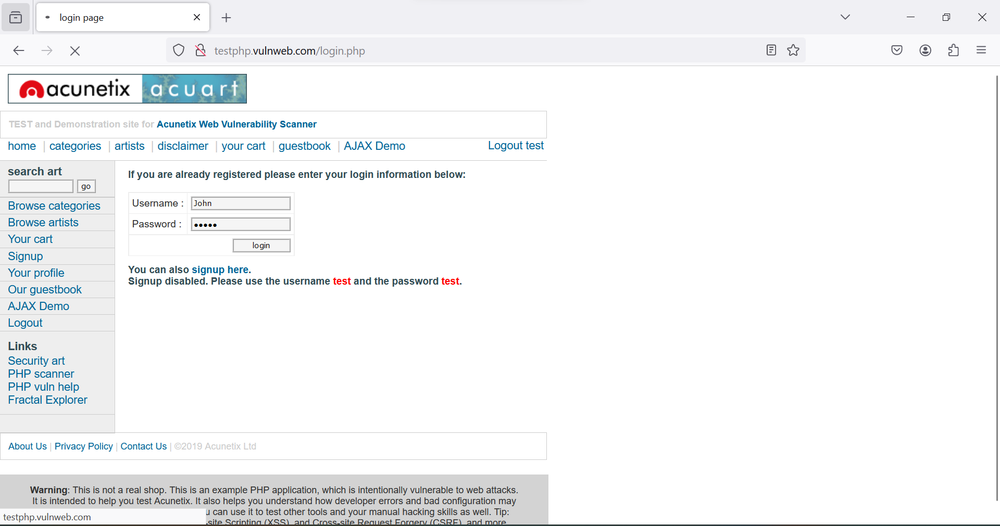 login page
testphp.vulnweb.com/login.php
acunetix acuart
TEST and Demonstration site for Acunetix Web Vulnerability Scanner
home | categories | artists | disclaimer | your cart | guestbook | AJAX Demo
Logout test
search art
go
Browse categories
Browse artists
Your cart
Signup
Your profile
Our guestbook
AJAX Demo
Logout
Links
Security art
PHP scanner
PHP vuln help
Fractal Explorer
If you are already registered please enter your login information below:
Username : John
Password : •••••
login
You can also signup here.
Signup disabled. Please use the username test and the password test.
About Us | Privacy Policy | Contact Us | ©2019 Acunetix Ltd
Warning: This is not a real shop. This is an example PHP application, which is intentionally vulnerable to web attacks.
It is intended to help you test Acunetix. It also helps you understand how developer errors and bad configuration may
can use it to test other tools and your manual hacking skills as well. Tip:
-site Scripting (XSS), and Cross-site Request Forgery (CSRF), and more.
testphp.vulnweb.com